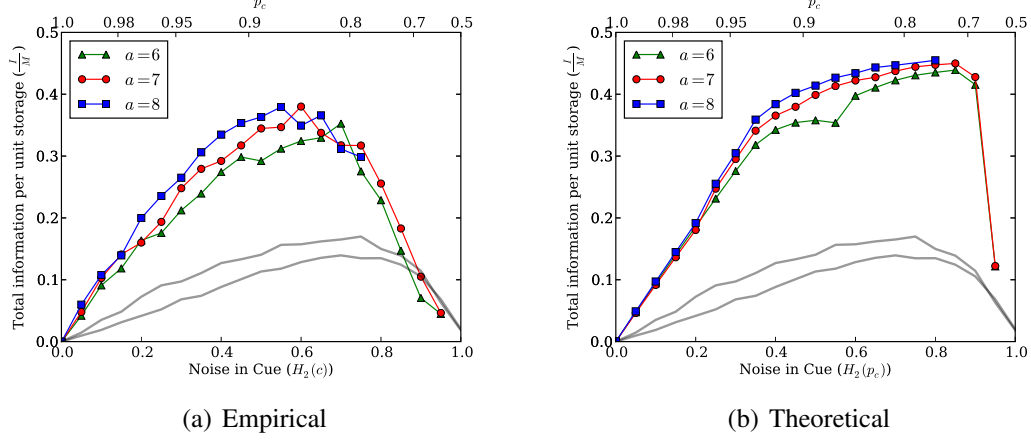 p_c
1.0 0.98 0.95 0.9 0.8 0.7 0.5
0.5
0.4
0.3
0.2
0.1
0.0
Total information per unit storage (I/M)
a=6
a=7
a=8
0.0 0.2 0.4 0.6 0.8 1.0
Noise in Cue (H_2(c))
(a) Empirical
p_c
1.0 0.98 0.95 0.9 0.8 0.7 0.5
0.5
0.4
0.3
0.2
0.1
0.0
Total information per unit storage (I/M)
a=6
a=7
a=8
0.0 0.2 0.4 0.6 0.8 1.0
Noise in Cue (H_2(p_c))
(b) Theoretical